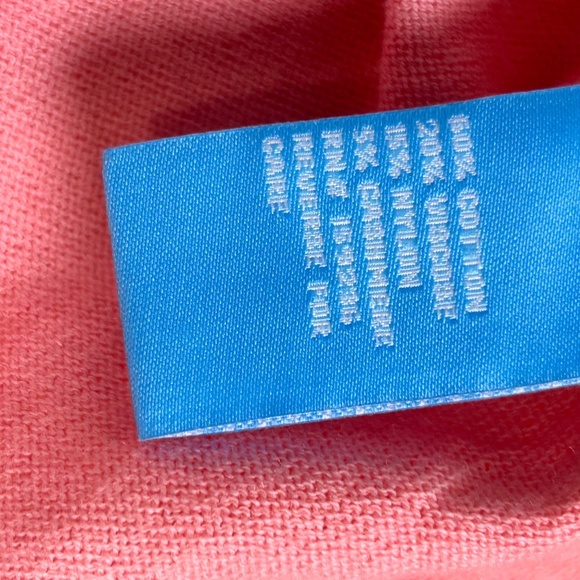 60% COTTON
20% VISCOSE
15% NYLON
5% CASHMERE
REVERSE FOR
CARE